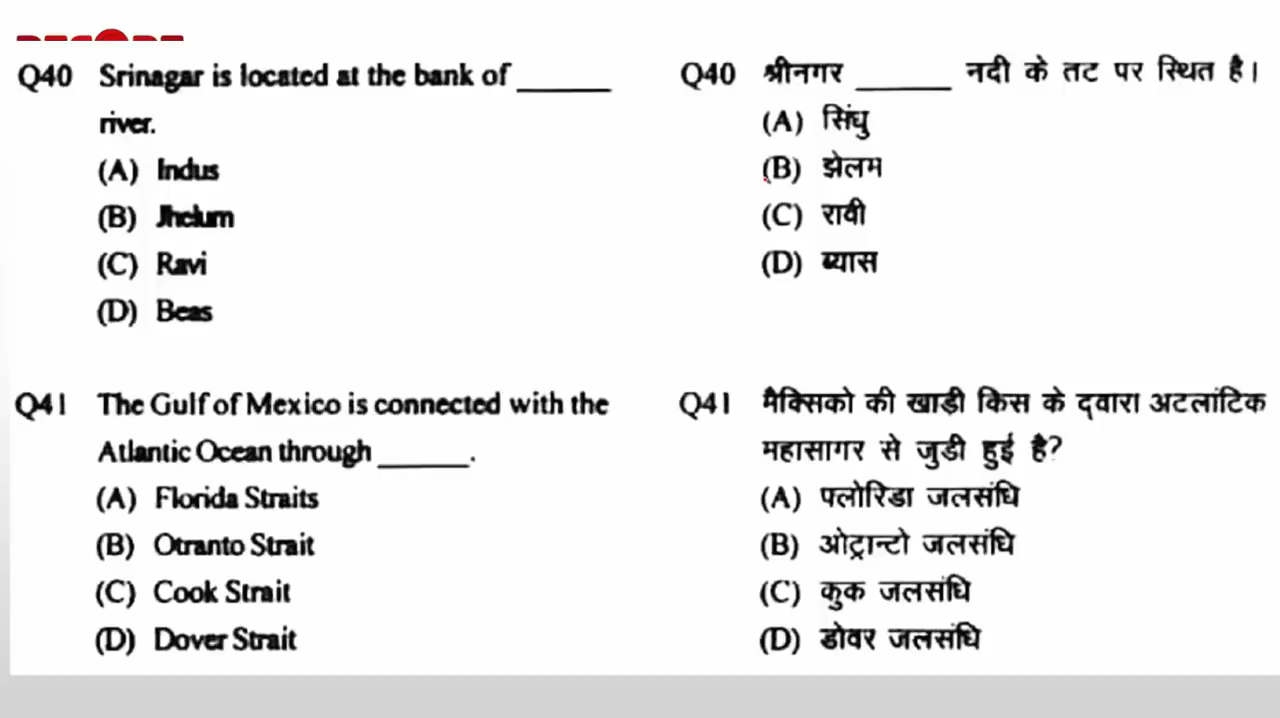 Q40 Srinagar is located at the bank of ______
river.
(A) Indus
(B) Jhelum
(C) Ravi
(D) Beas
Q41 The Gulf of Mexico is connected with the
Atlantic Ocean through ______.
(A) Florida Straits
(B) Otranto Strait
(C) Cook Strait
(D) Dover Strait
Q40 श्रीनगर ______ नदी के तट पर स्थित है।
(A) सिंधु
(B) झेलम
(C) रावी
(D) ब्यास
Q41 मैक्सिको की खाड़ी किस के द्वारा अटलांटिक
महासागर से जुडी हुई है?
(A) फ्लोरिडा जलसंधि
(B) ओट्रान्टो जलसंधि
(C) कुक जलसंधि
(D) डोवर जलसंधि